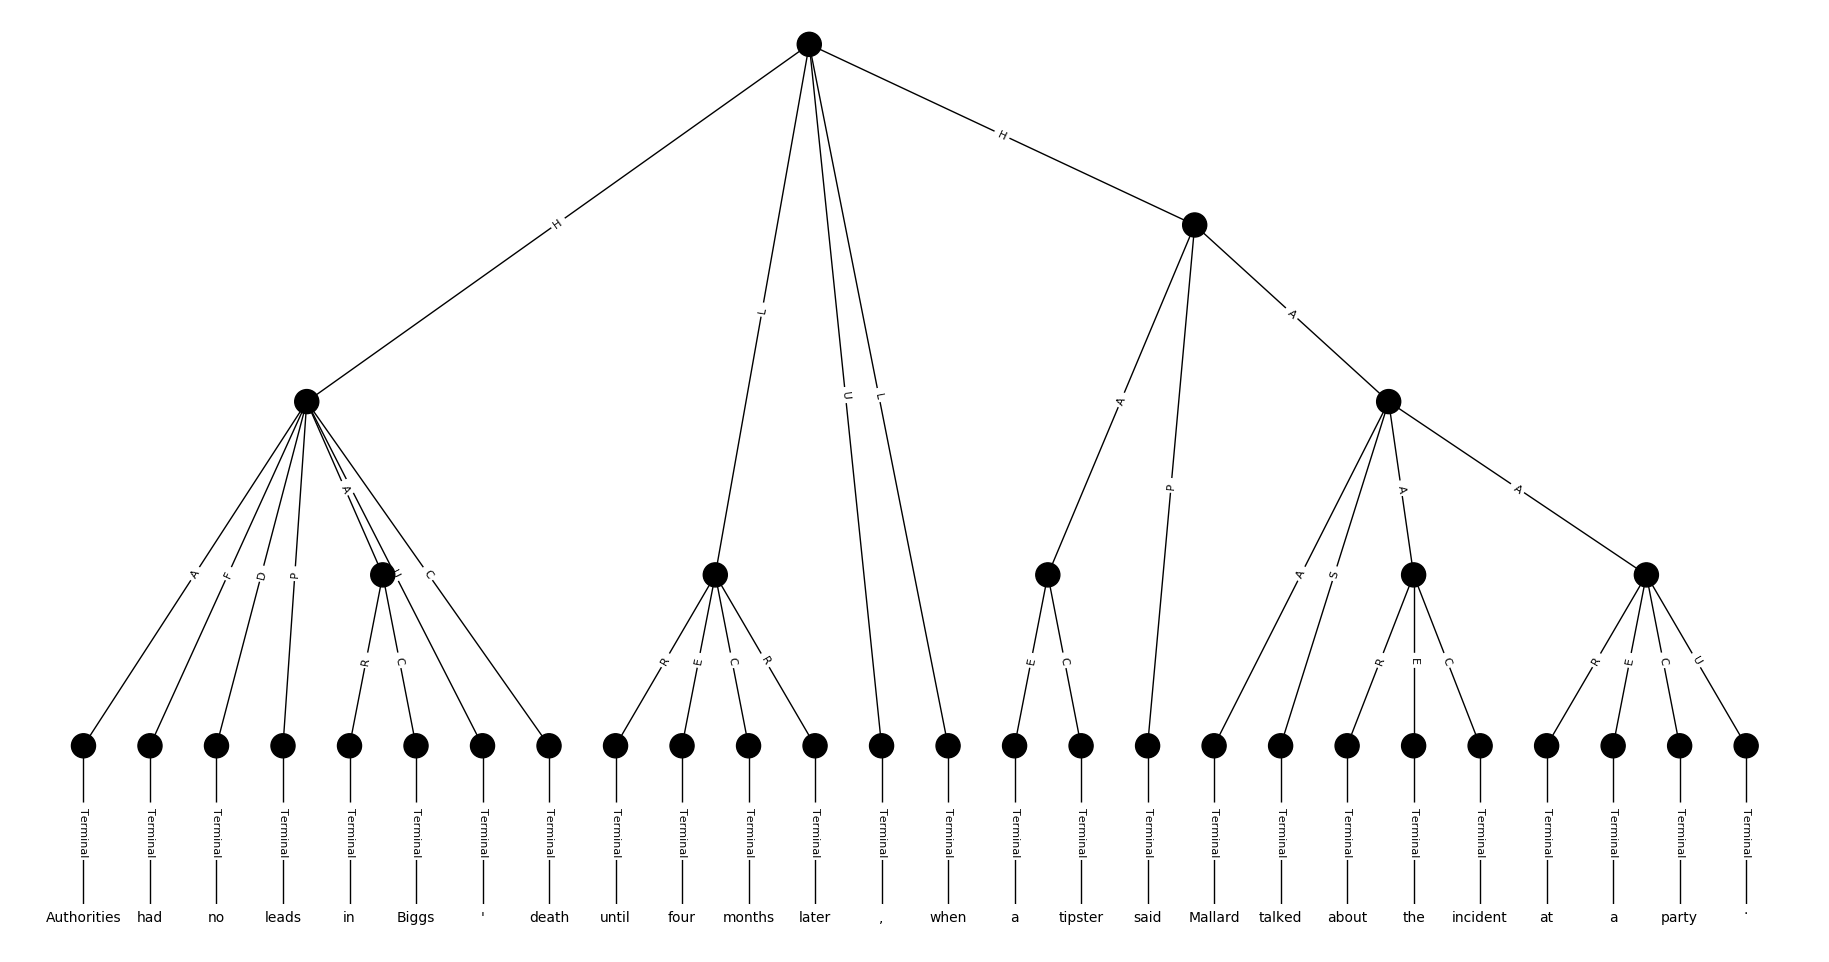 H
H
L
A
U
L
A
A
P
A
A
A
F
D
P
U
C
A
S
R
C
R
E
C
R
E
C
R
E
C
R
E
C
U
Terminal Terminal Terminal Terminal Terminal Terminal Terminal Terminal Terminal Terminal Terminal Terminal Terminal Terminal Terminal Terminal Terminal Terminal Terminal Terminal Terminal Terminal Terminal Terminal Terminal Terminal
Authorities had no leads in Biggs ' death until four months later , when a tipster said Mallard talked about the incident at a party .